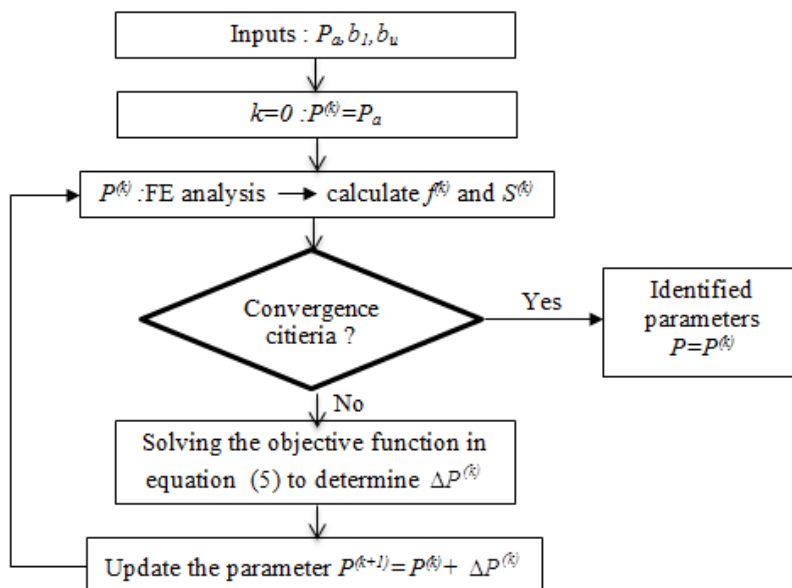 Inputs : Pₐ,b₁,bᵤ
k=0 :P⁽ᵏ⁾=Pₐ
P⁽ᵏ⁾ :FE analysis → calculate f⁽ᵏ⁾ and S⁽ᵏ⁾
Convergence
citieria ?
Yes
Identified
parameters
P=P⁽ᵏ⁾
No
Solving the objective function in
equation (5) to determine ΔP⁽ᵏ⁾
Update the parameter P⁽ᵏ⁺¹⁾=P⁽ᵏ⁾+ ΔP⁽ᵏ⁾